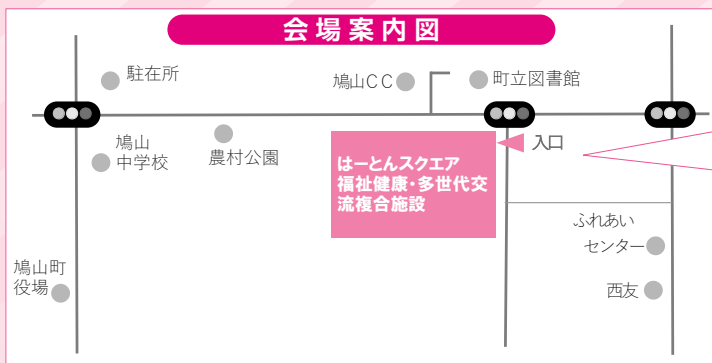 会場案内図
駐在所
鳩山CC
町立図書館
鳩山
中学校
農村公園
入口
はーとんスクエア
福祉健康・多世代交
流複合施設
ふれあい
センター
鳩山町
役場
西友